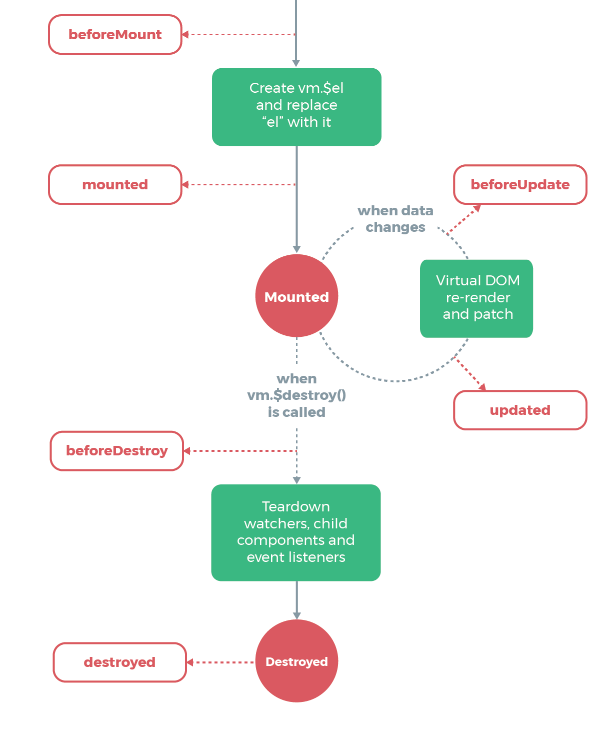 beforeMount
Create vm.$el
and replace
“el” with it
mounted
beforeUpdate
when data
changes
Mounted
Virtual DOM
re-render
and patch
when
vm.$destroy()
is called
updated
beforeDestroy
Teardown
watchers, child
components and
event listeners
destroyed
Destroyed